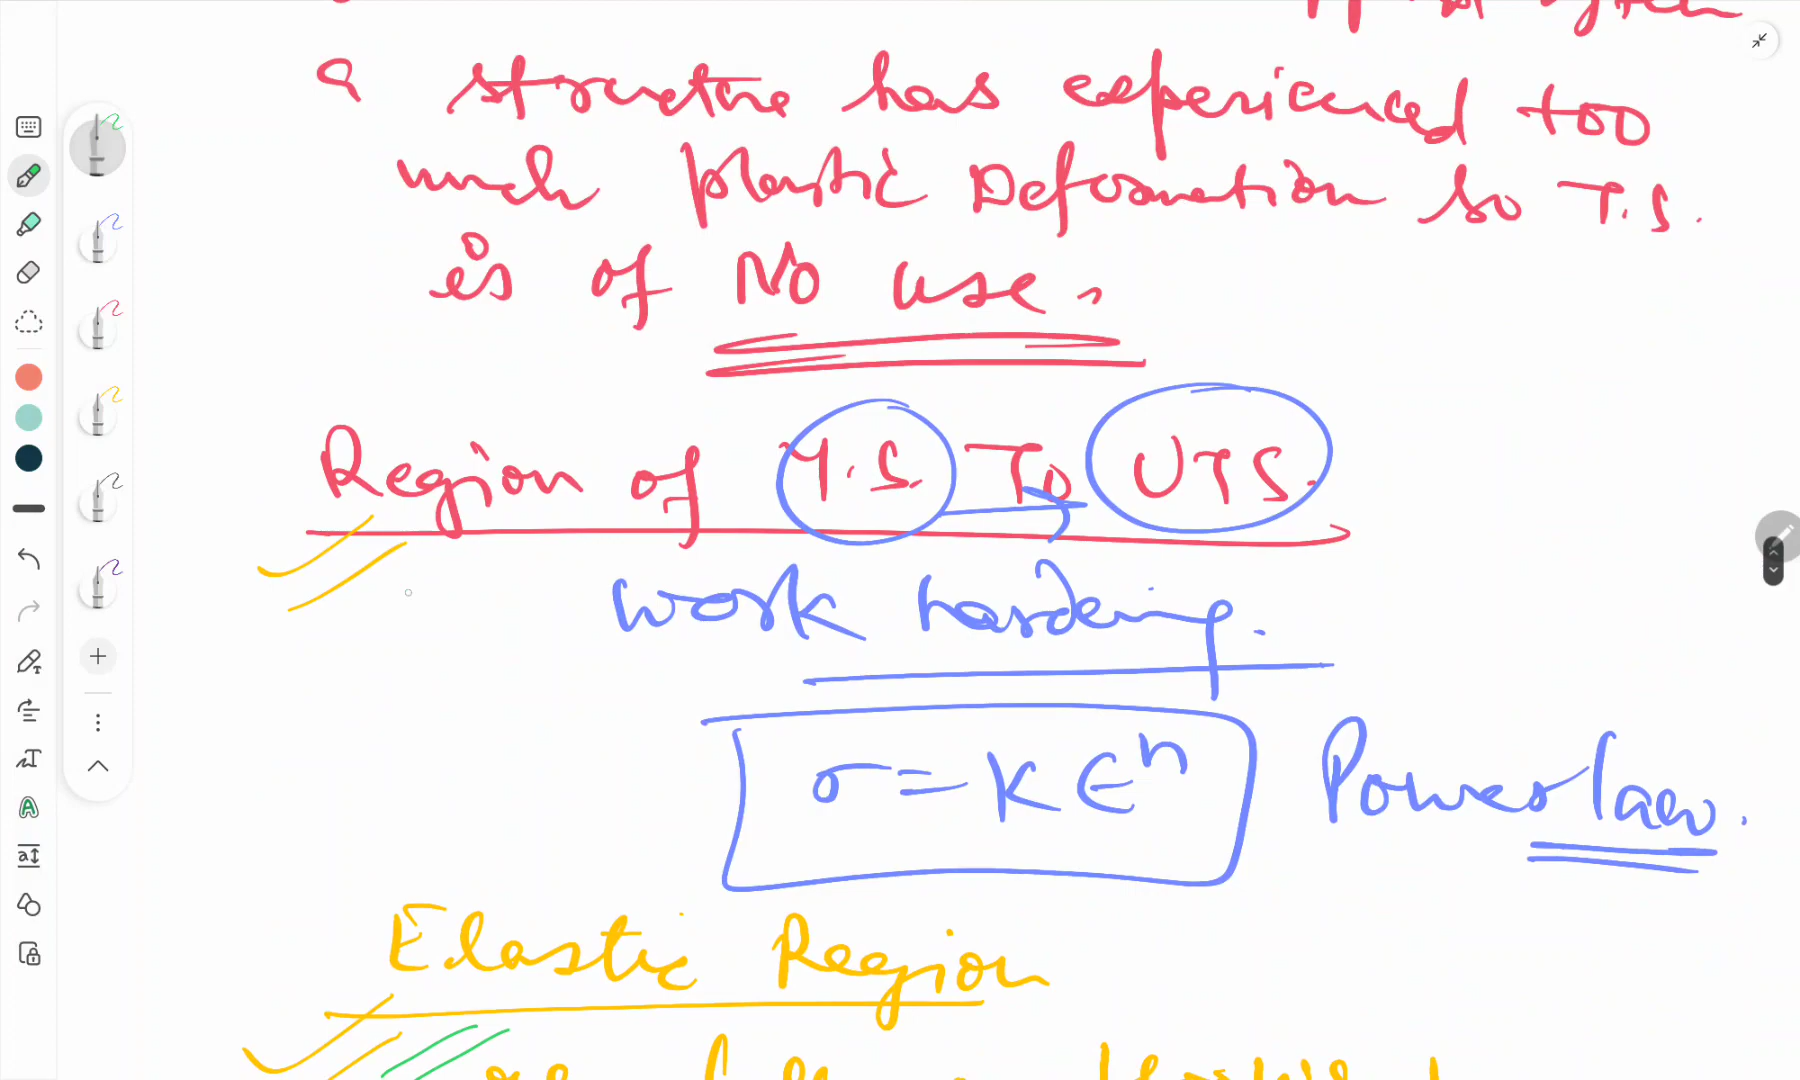 a structure has experienced too
much plastic Deformation so T.S.
is of No use.
Region of Y.S. To UTS.
work hardening.
σ = K ∈ⁿ Power law.
Elastic Region